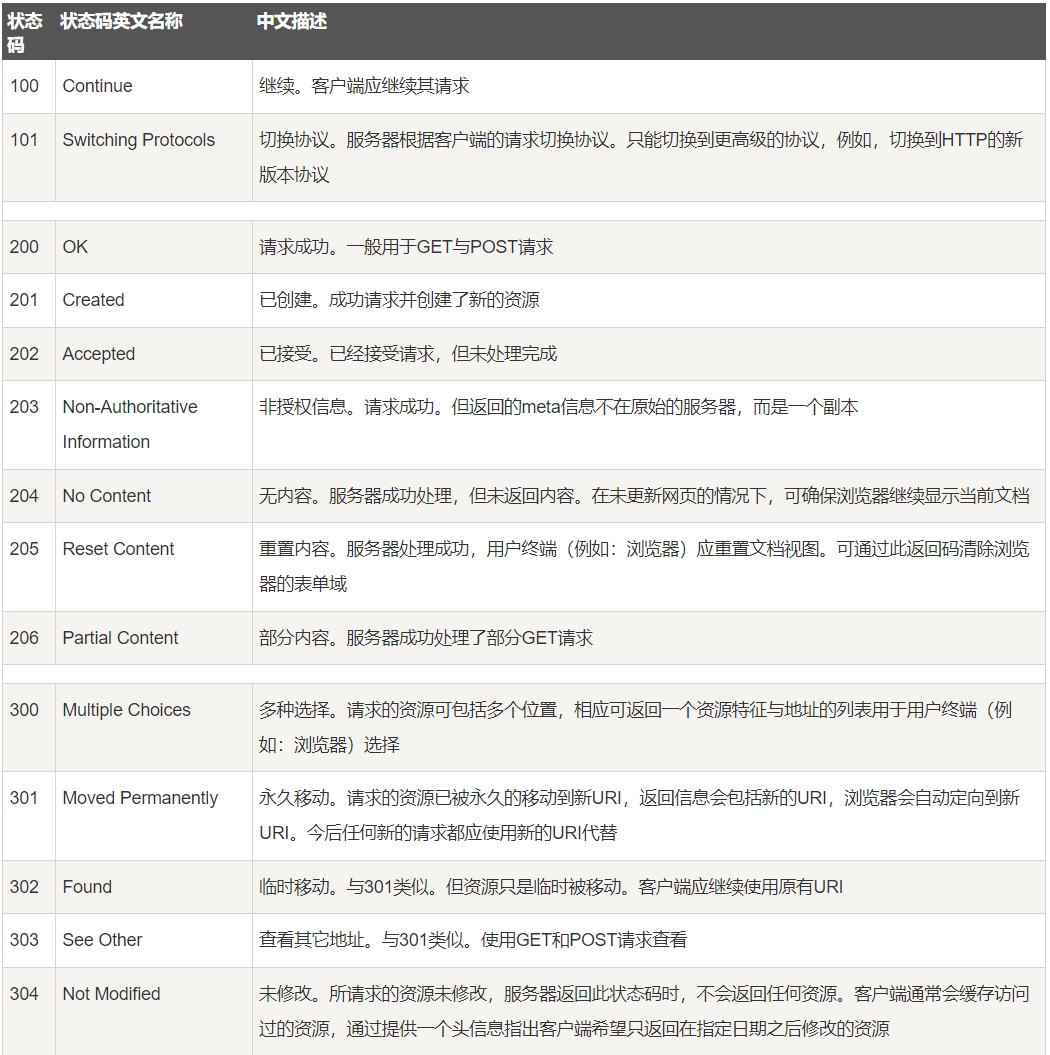 状态码 状态码英文名称 中文描述
100 Continue 继续。客户端应继续其请求
101 Switching Protocols 切换协议。服务器根据客户端的请求切换协议。只能切换到更高级的协议，例如，切换到HTTP的新
版本协议
200 OK 请求成功。一般用于GET与POST请求
201 Created 已创建。成功请求并创建了新的资源
202 Accepted 已接受。已经接受请求，但未处理完成
203 Non-Authoritative 非授权信息。请求成功。但返回的meta信息不在原始的服务器，而是一个副本
Information
204 No Content 无内容。服务器成功处理，但未返回内容。在未更新网页的情况下，可确保浏览器继续显示当前文档
205 Reset Content 重置内容。服务器处理成功，用户终端（例如：浏览器）应重置文档视图。可通过此返回码清除浏览
器的表单域
206 Partial Content 部分内容。服务器成功处理了部分GET请求
300 Multiple Choices 多种选择。请求的资源可包括多个位置，相应可返回一个资源特征与地址的列表用于用户终端（例
如：浏览器）选择
301 Moved Permanently 永久移动。请求的资源已被永久的移动到新URI，返回信息会包括新的URI，浏览器会自动定向到新
URI。今后任何新的请求都应使用新的URI代替
302 Found 临时移动。与301类似。但资源只是临时被移动。客户端应继续使用原有URI
303 See Other 查看其它地址。与301类似。使用GET和POST请求查看
304 Not Modified 未修改。所请求的资源未修改，服务器返回此状态码时，不会返回任何资源。客户端通常会缓存访问
过的资源，通过提供一个头信息指出客户端希望只返回在指定日期之后修改的资源